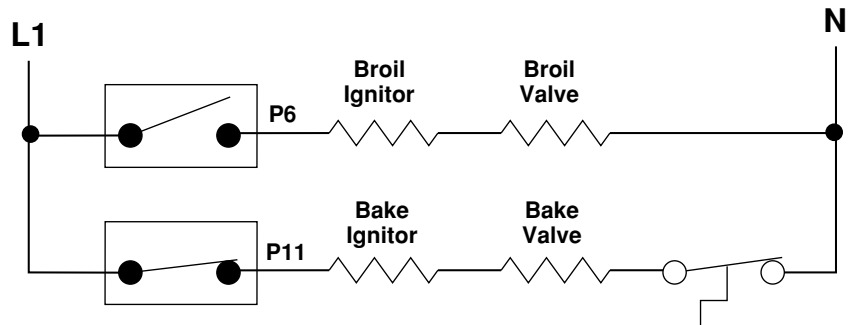 L1
N
Broil
Ignitor
Broil
Valve
P6
Bake
Ignitor
Bake
Valve
P11